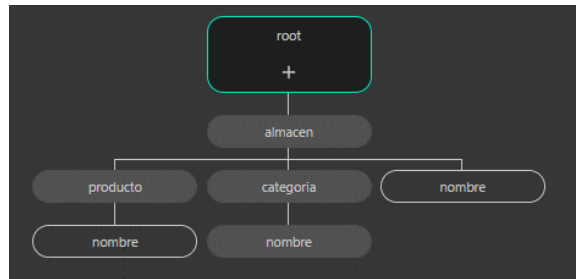 root
+
almacen
producto
categoria
nombre
nombre
nombre